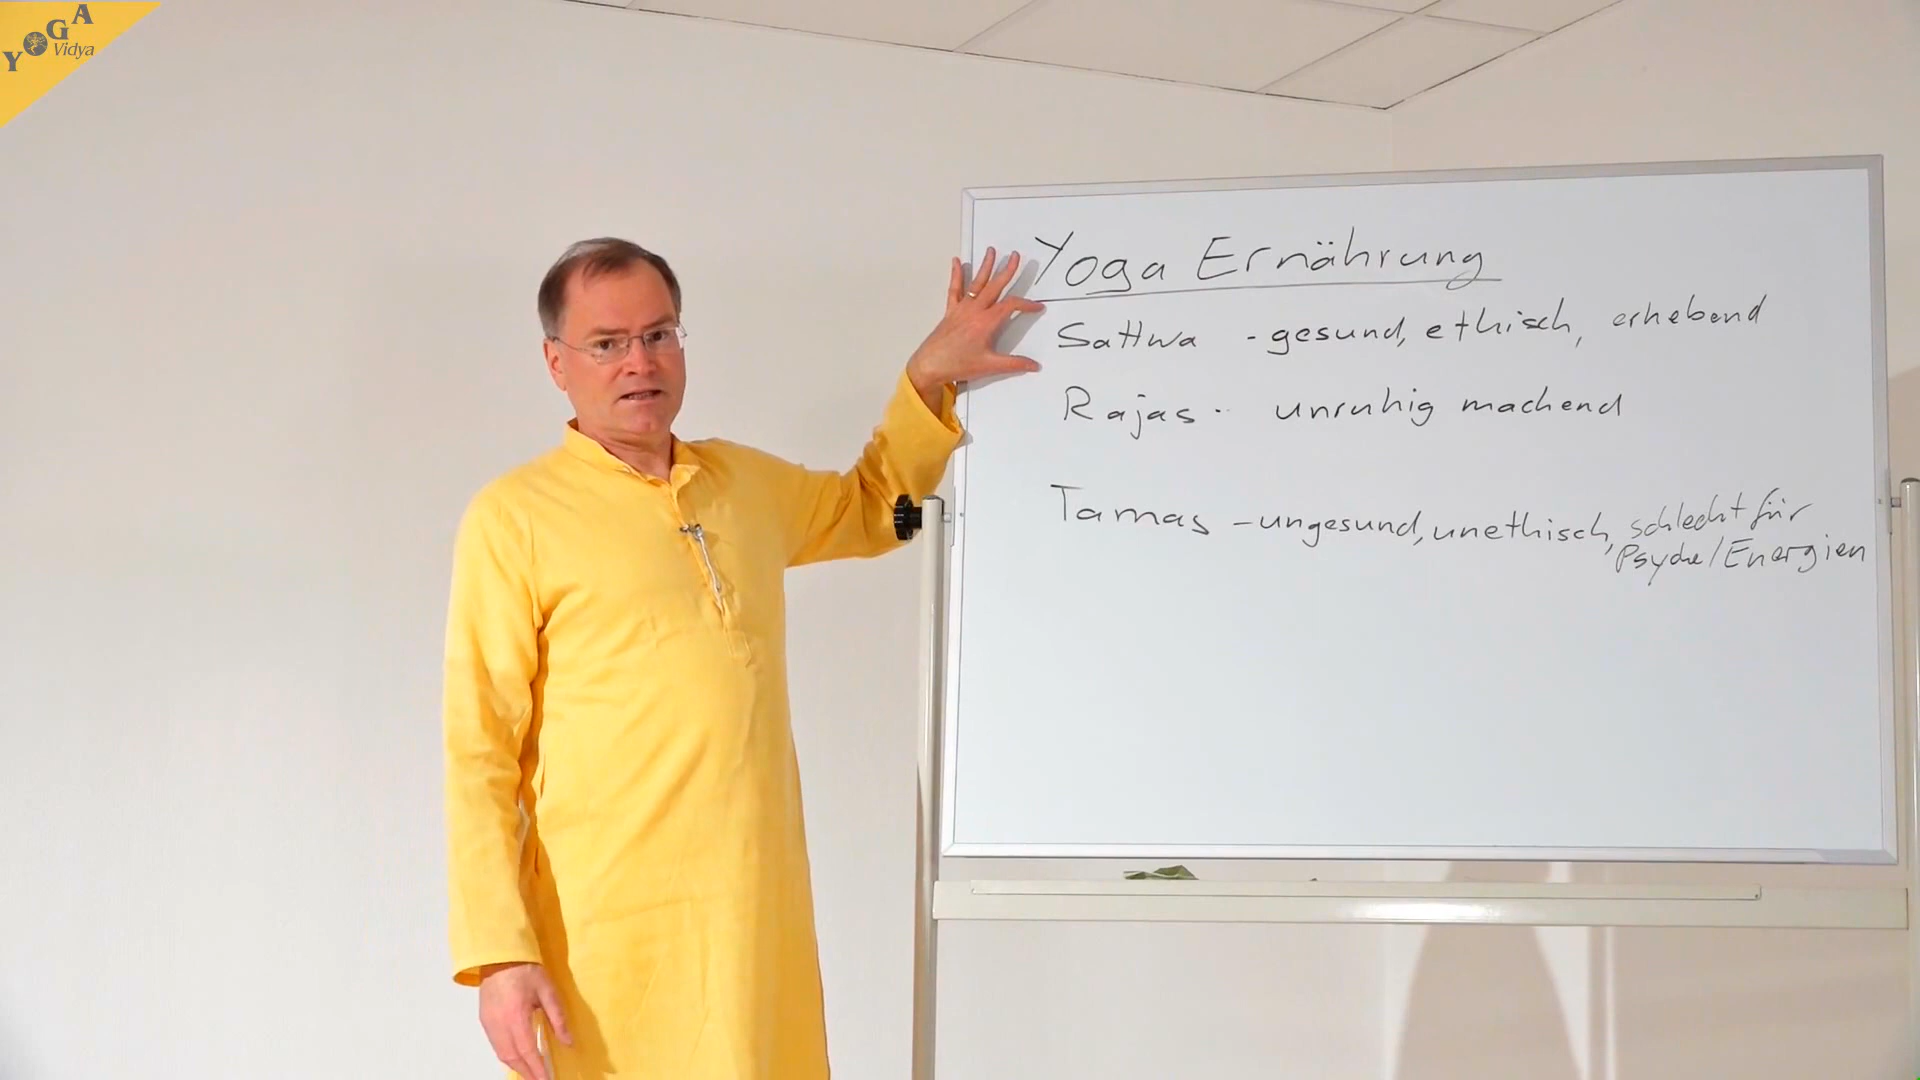 YOGA
Vidya
Yoga Ernährung
Sattwa - gesund, ethisch, erhebend
Rajas - unruhig machend
Tamas - ungesund, unethisch, schlecht für
Psyche/Energien